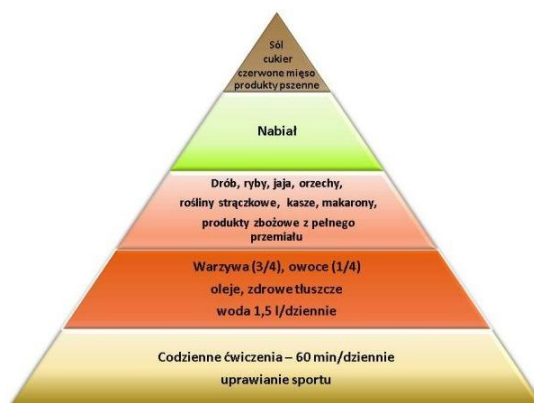 Sól
cukier
czerwone mięso
produkty pszenne
Nabiał
Drób, ryby, jaja, orzechy,
rośliny strączkowe, kasze, makarony,
produkty zbożowe z pełnego
przemiału
Warzywa (3/4), owoce (1/4)
oleje, zdrowe tłuszcze
woda 1,5 l/dziennie
Codzienne ćwiczenia – 60 min/dziennie
uprawianie sportu